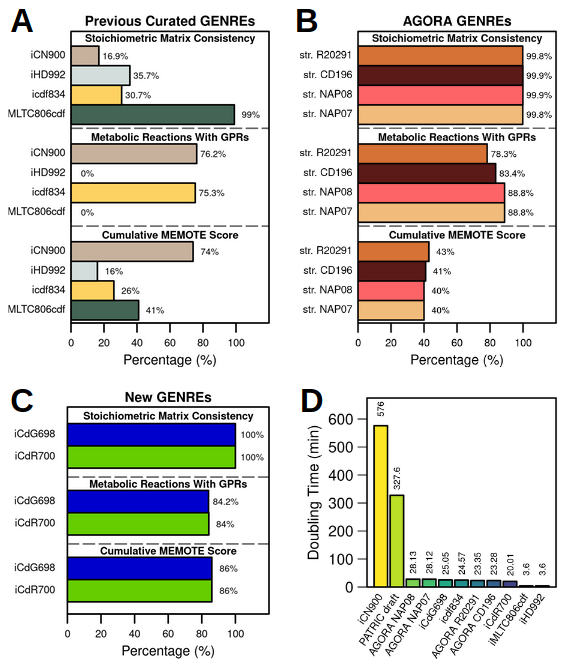 A
Previous Curated GENREs
Stoichiometric Matrix Consistency
iCN900 16.9%
iHD992 35.7%
icdf834 30.7%
MLTC806cdf 99%
Metabolic Reactions With GPRs
iCN900 76.2%
iHD992 0%
icdf834 75.3%
MLTC806cdf 0%
Cumulative MEMOTE Score
iCN900 74%
iHD992 16%
icdf834 26%
MLTC806cdf 41%
0 20 40 60 80 100
Percentage (%)
B
AGORA GENREs
Stoichiometric Matrix Consistency
str. R20291 99.8%
str. CD196 99.9%
str. NAP08 99.9%
str. NAP07 99.8%
Metabolic Reactions With GPRs
str. R20291 78.3%
str. CD196 83.4%
str. NAP08 88.8%
str. NAP07 88.8%
Cumulative MEMOTE Score
str. R20291 43%
str. CD196 41%
str. NAP08 40%
str. NAP07 40%
0 20 40 60 80 100
Percentage (%)
C
New GENREs
Stoichiometric Matrix Consistency
iCdG698 100%
iCdR700 100%
Metabolic Reactions With GPRs
iCdG698 84.2%
iCdR700 84%
Cumulative MEMOTE Score
iCdG698 86%
iCdR700 86%
0 20 40 60 80 100
Percentage (%)
D
Doubling Time (min)
600
500
400
300
200
100
0
576
327.6
28.13
28.12
25.05
24.57
23.35
23.28
20.01
3.6
3.6
iCN900
PATRIC draft
AGORA NAP08
AGORA NAP07
iCdG698
icdf834
AGORA R20291
AGORA CD196
iCdR700
iMLTC806cdf
iHD992